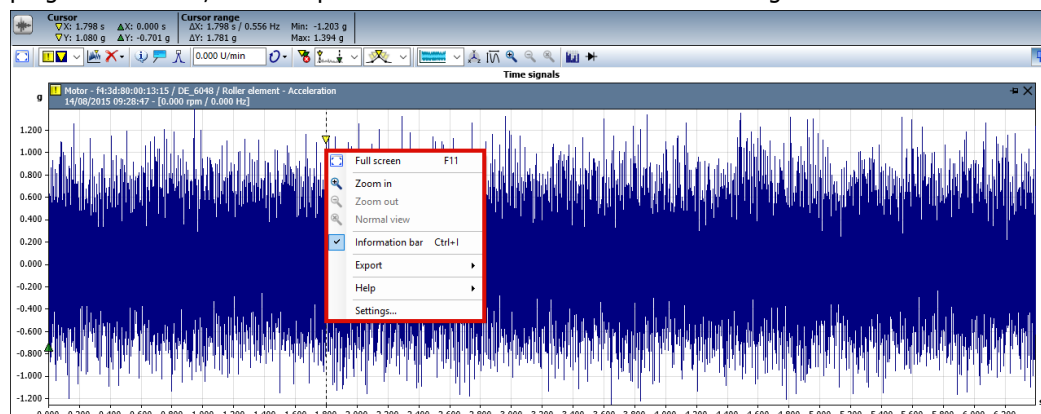 Cursor
X: 1.798 s  X: 0.000 s
Y: 1.080 g  Y: -0.701 g
Cursor range
ΔX: 1.798 s / 0.556 Hz  Min: -1.203 g
ΔY: 1.781 g  Max: 1.394 g
0.000 U/min
Time signals
g
Motor - f4:3d:80:00:13:15 / DE_6048 / Roller element - Acceleration
14/08/2015 09:28:47 - [0.000 rpm / 0.000 Hz]
1.200
1.000
0.800
0.600
0.400
0.200
0.000
-0.200
-0.400
-0.600
-0.800
-1.000
-1.200
Full screen F11
Zoom in
Zoom out
Normal view
Information bar Ctrl+I
Export
Help
Settings...